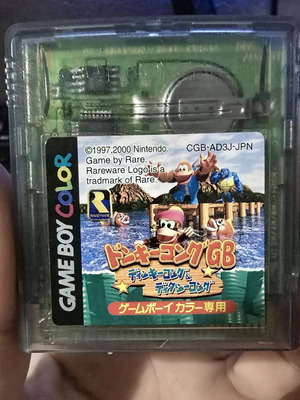 ©1997,2000 Nintendo.
Game by Rare.
Rareware Logo is a
trademark of Rare.
CGB-AD3J-JPN
GAME BOY COLOR
RAREWARE
ドンキーコングGB
ディンキーコング&
ディクシーコング
ゲームボーイ カラー専用